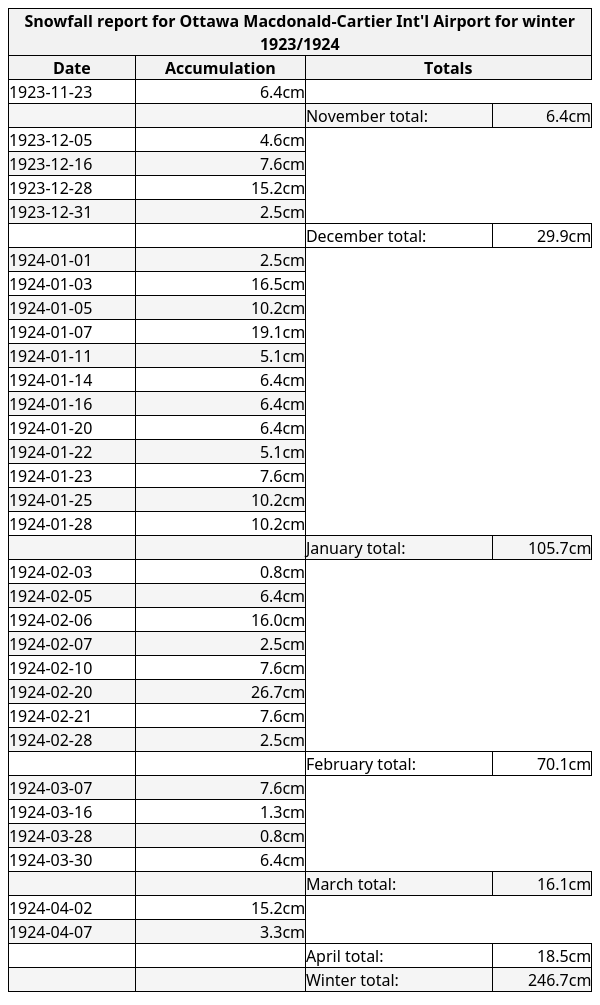 Snowfall report for Ottawa Macdonald-Cartier Int'l Airport for winter
1923/1924
Date Accumulation Totals
1923-11-23 6.4cm
November total: 6.4cm
1923-12-05 4.6cm
1923-12-16 7.6cm
1923-12-28 15.2cm
1923-12-31 2.5cm
December total: 29.9cm
1924-01-01 2.5cm
1924-01-03 16.5cm
1924-01-05 10.2cm
1924-01-07 19.1cm
1924-01-11 5.1cm
1924-01-14 6.4cm
1924-01-16 6.4cm
1924-01-20 6.4cm
1924-01-22 5.1cm
1924-01-23 7.6cm
1924-01-25 10.2cm
1924-01-28 10.2cm
January total: 105.7cm
1924-02-03 0.8cm
1924-02-05 6.4cm
1924-02-06 16.0cm
1924-02-07 2.5cm
1924-02-10 7.6cm
1924-02-20 26.7cm
1924-02-21 7.6cm
1924-02-28 2.5cm
February total: 70.1cm
1924-03-07 7.6cm
1924-03-16 1.3cm
1924-03-28 0.8cm
1924-03-30 6.4cm
March total: 16.1cm
1924-04-02 15.2cm
1924-04-07 3.3cm
April total: 18.5cm
Winter total: 246.7cm